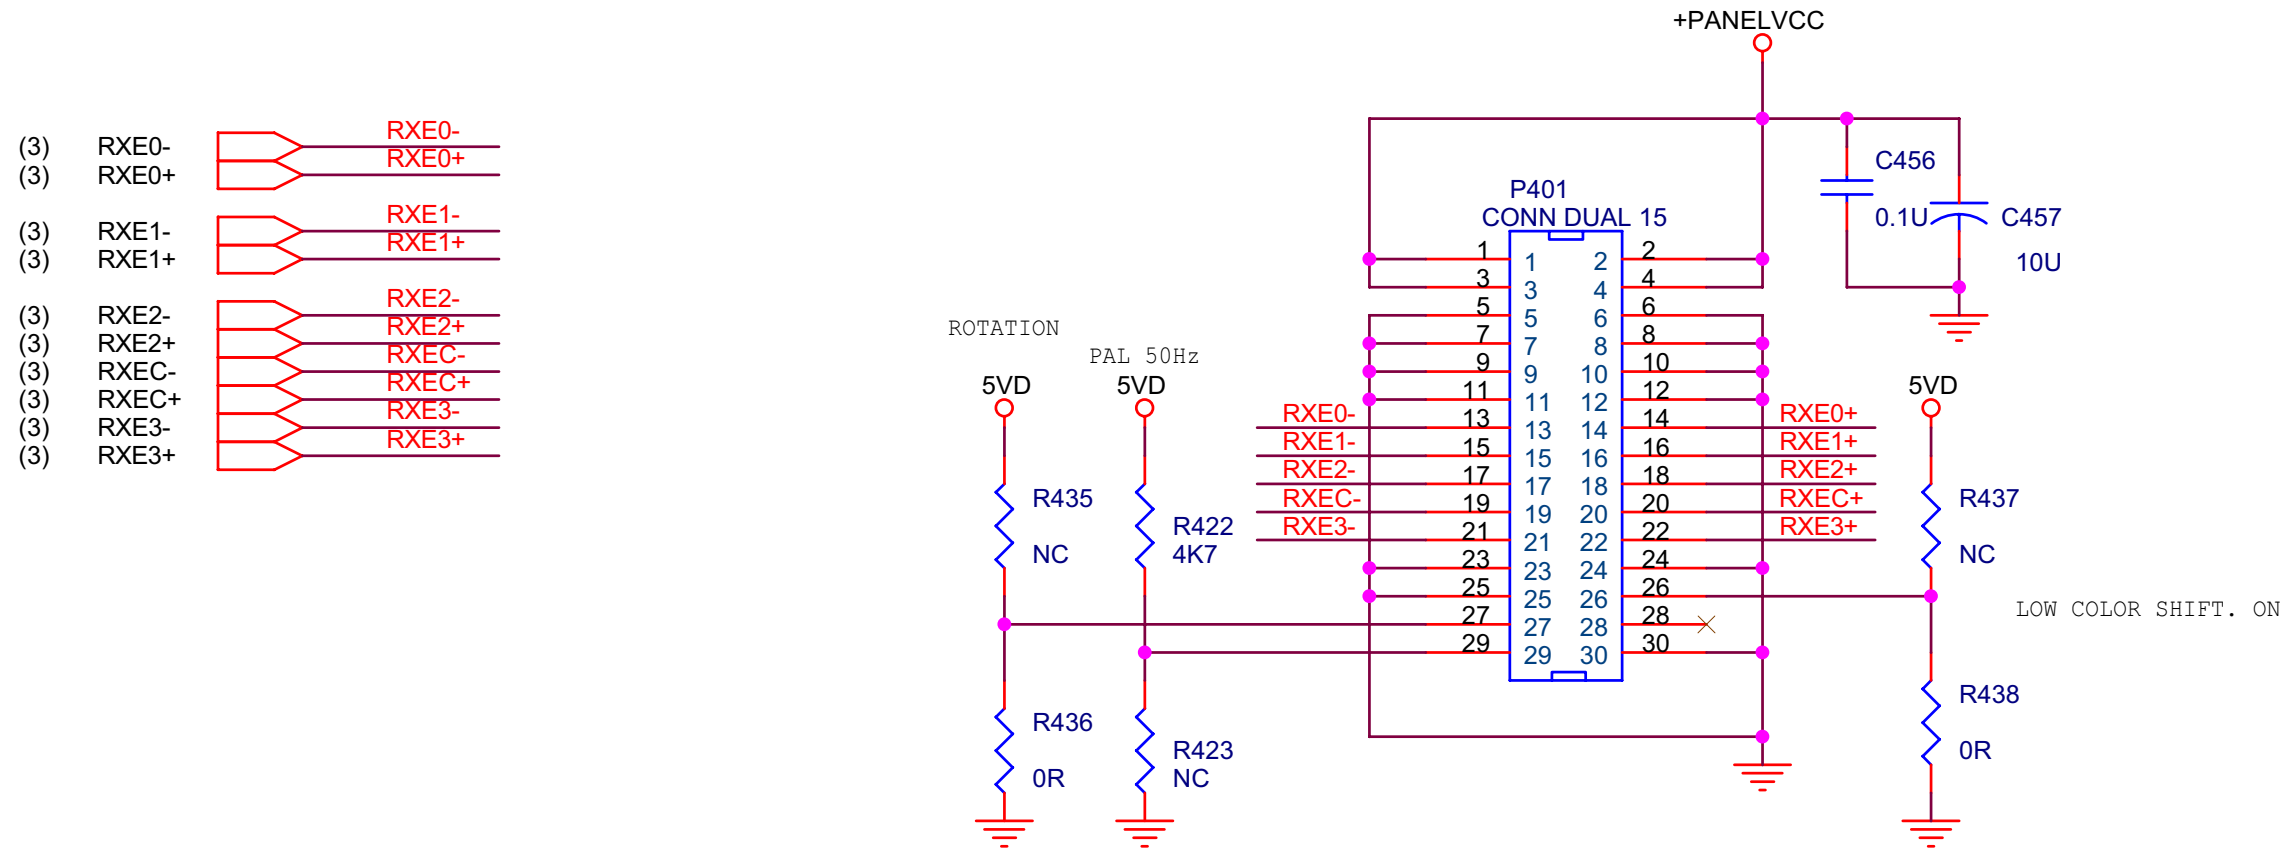 +PANELVCC
(3) RXE0- RXE0-
(3) RXE0+ RXE0+
(3) RXE1- RXE1-
(3) RXE1+ RXE1+
(3) RXE2- RXE2-
(3) RXE2+ RXE2+
(3) RXEC- RXEC-
(3) RXEC+ RXEC+
(3) RXE3- RXE3-
(3) RXE3+ RXE3+
C456
0.1U
C457
10U
P401
CONN DUAL 15
1 1 2 2
3 3 4 4
5 5 6 6
7 7 8 8
9 9 10 10
11 11 12 12
RXE0- 13 13 14 14 RXE0+
RXE1- 15 15 16 16 RXE1+
RXE2- 17 17 18 18 RXE2+
RXEC- 19 19 20 20 RXEC+
RXE3- 21 21 22 22 RXE3+
23 23 24 24
25 25 26 26
27 27 28 28
29 29 30 30
ROTATION
5VD
R435
NC
R436
0R
PAL 50Hz
5VD
R422
4K7
R423
NC
5VD
R437
NC
LOW COLOR SHIFT. ON
R438
0R